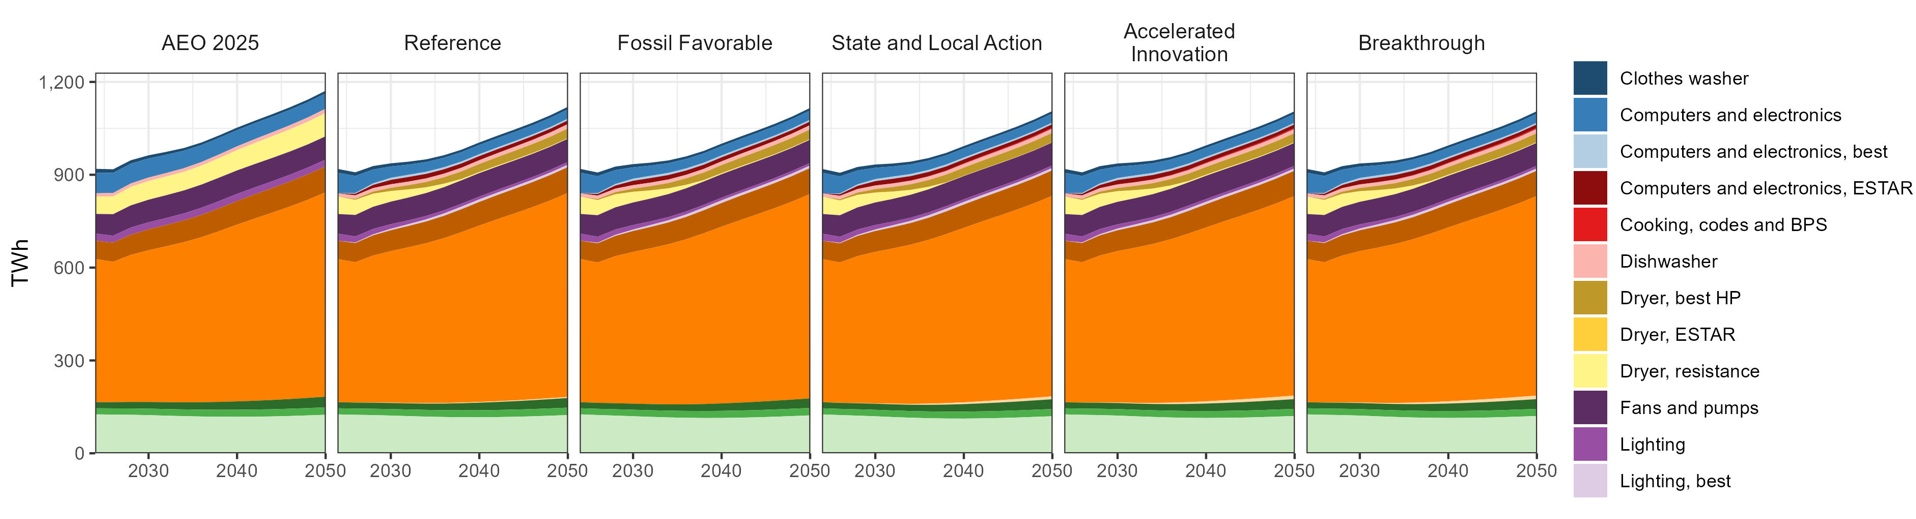 AEO 2025
Reference
Fossil Favorable
State and Local Action
Accelerated
Innovation
Breakthrough
TWh
1,200
900
600
300
0
2030 2040 2050
2030 2040 2050
2030 2040 2050
2030 2040 2050
2030 2040 2050
2030 2040 2050
Clothes washer
Computers and electronics
Computers and electronics, best
Computers and electronics, ESTAR
Cooking, codes and BPS
Dishwasher
Dryer, best HP
Dryer, ESTAR
Dryer, resistance
Fans and pumps
Lighting
Lighting, best